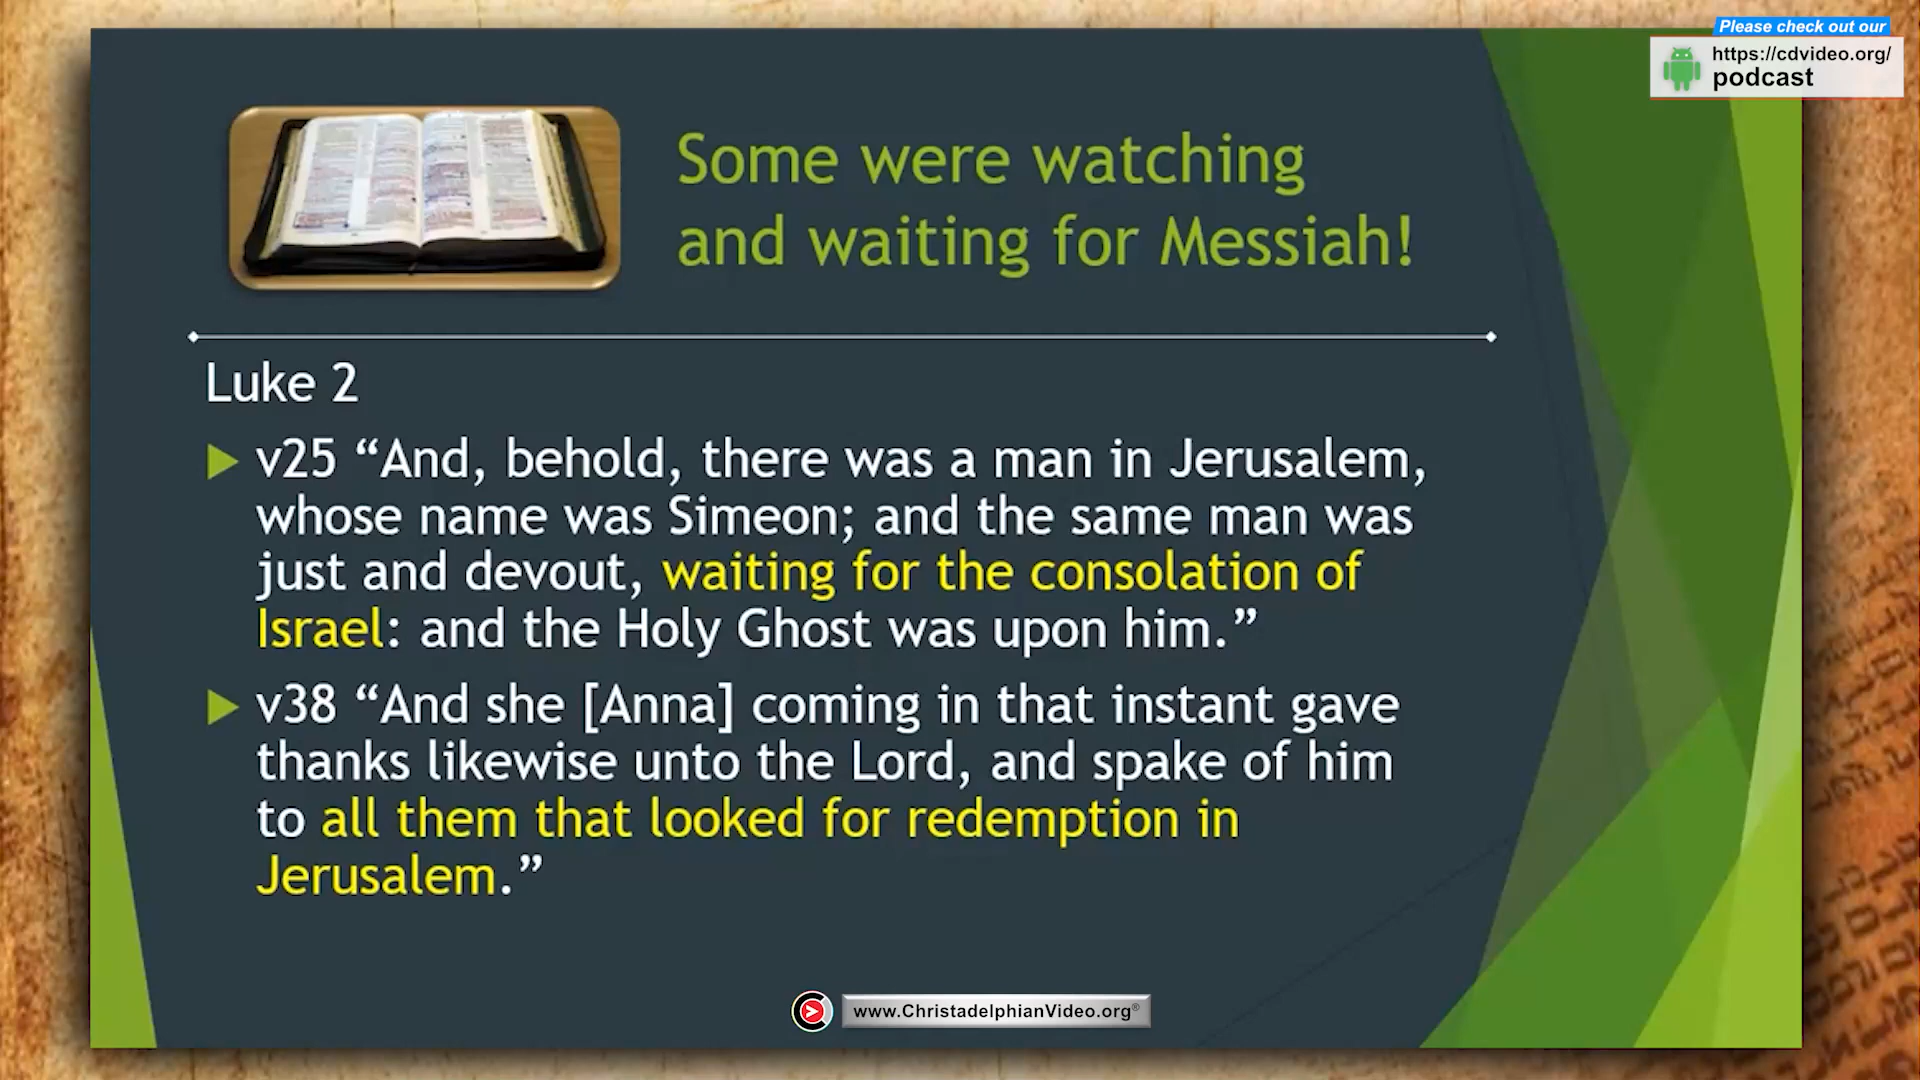 Please check out our
https://cdvideo.org/
podcast
Some were watching
and waiting for Messiah!
Luke 2
v25 “And, behold, there was a man in Jerusalem,
whose name was Simeon; and the same man was
just and devout, waiting for the consolation of
Israel: and the Holy Ghost was upon him.”
v38 “And she [Anna] coming in that instant gave
thanks likewise unto the Lord, and spake of him
to all them that looked for redemption in
Jerusalem.”
www.ChristadelphianVideo.org®